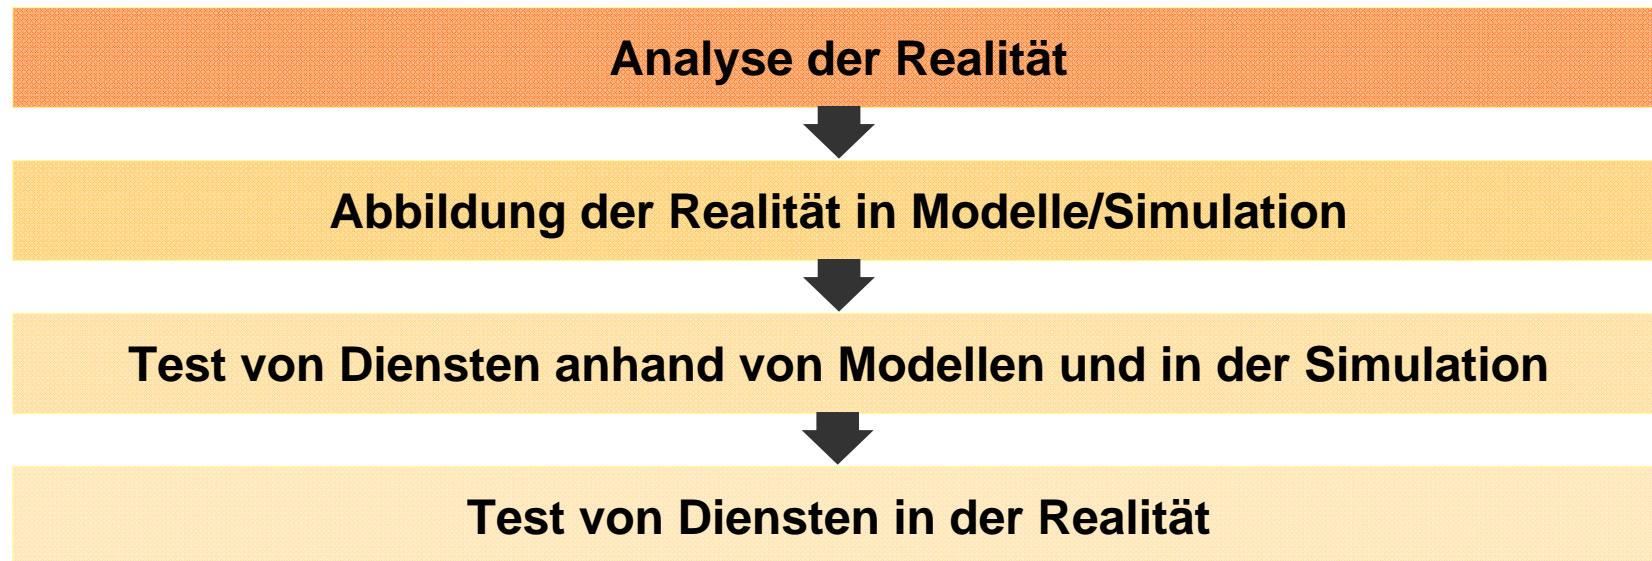 Analyse der Realität
Abbildung der Realität in Modelle/Simulation
Test von Diensten anhand von Modellen und in der Simulation
Test von Diensten in der Realität